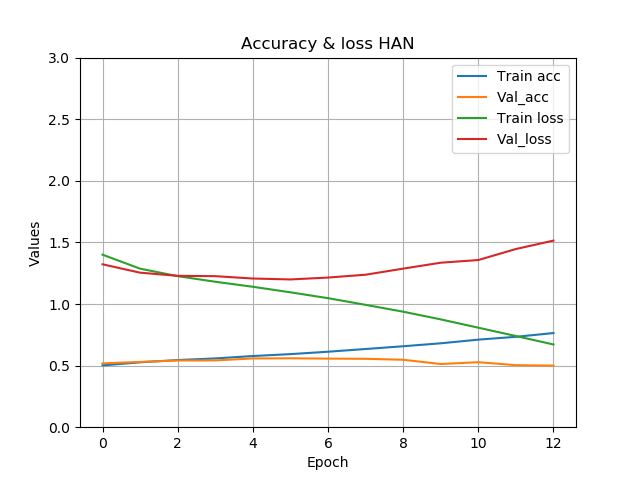 Accuracy & loss HAN
Train acc
Val_acc
Train loss
Val_loss
Values
3.0
2.5
2.0
1.5
1.0
0.5
0.0
0 2 4 6 8 10 12
Epoch